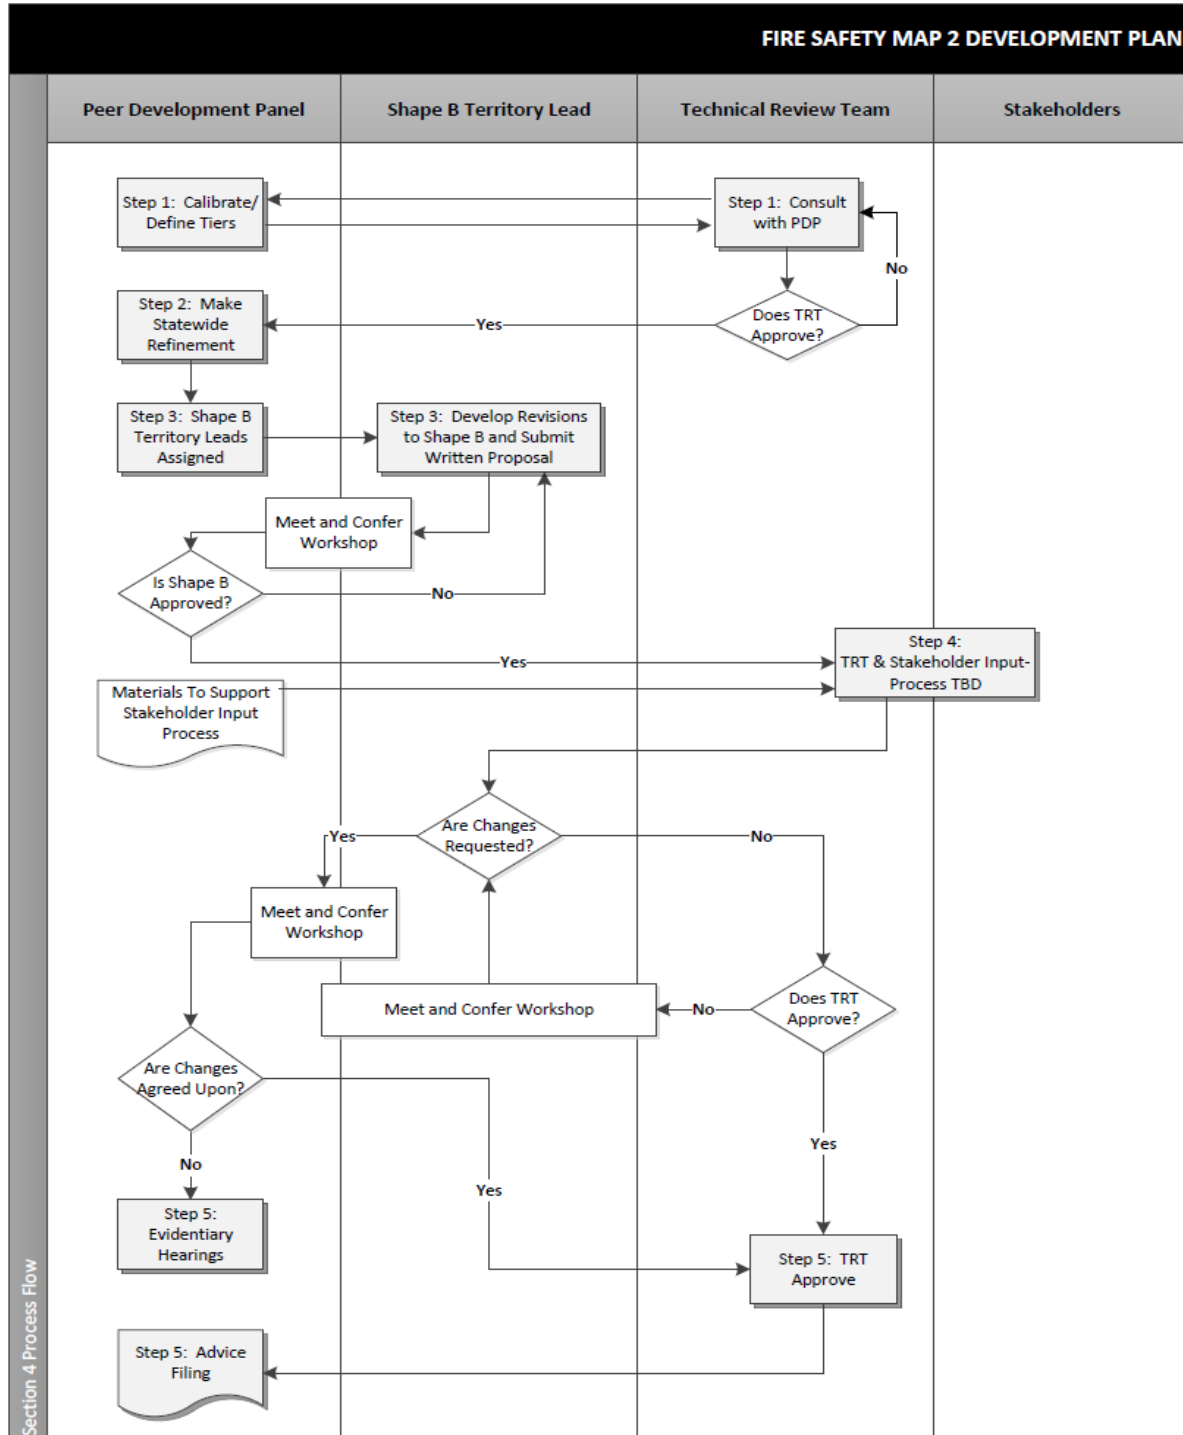 FIRE SAFETY MAP 2 DEVELOPMENT PLAN
Peer Development Panel
Shape B Territory Lead
Technical Review Team
Stakeholders
Step 1: Calibrate/
Define Tiers
Step 1: Consult
with PDP
No
Does TRT
Approve?
Yes
Step 2: Make
Statewide
Refinement
Step 3: Shape B
Territory Leads
Assigned
Step 3: Develop Revisions
to Shape B and Submit
Written Proposal
Meet and Confer
Workshop
Is Shape B
Approved?
No
Yes
Step 4:
TRT & Stakeholder Input-
Process TBD
Materials To Support
Stakeholder Input
Process
Are Changes
Requested?
Yes
No
Meet and Confer
Workshop
Meet and Confer Workshop
No
Does TRT
Approve?
Are Changes
Agreed Upon?
Yes
No
Yes
Step 5:
Evidentiary
Hearings
Step 5: TRT
Approve
Step 5: Advice
Filing
Section 4 Process Flow